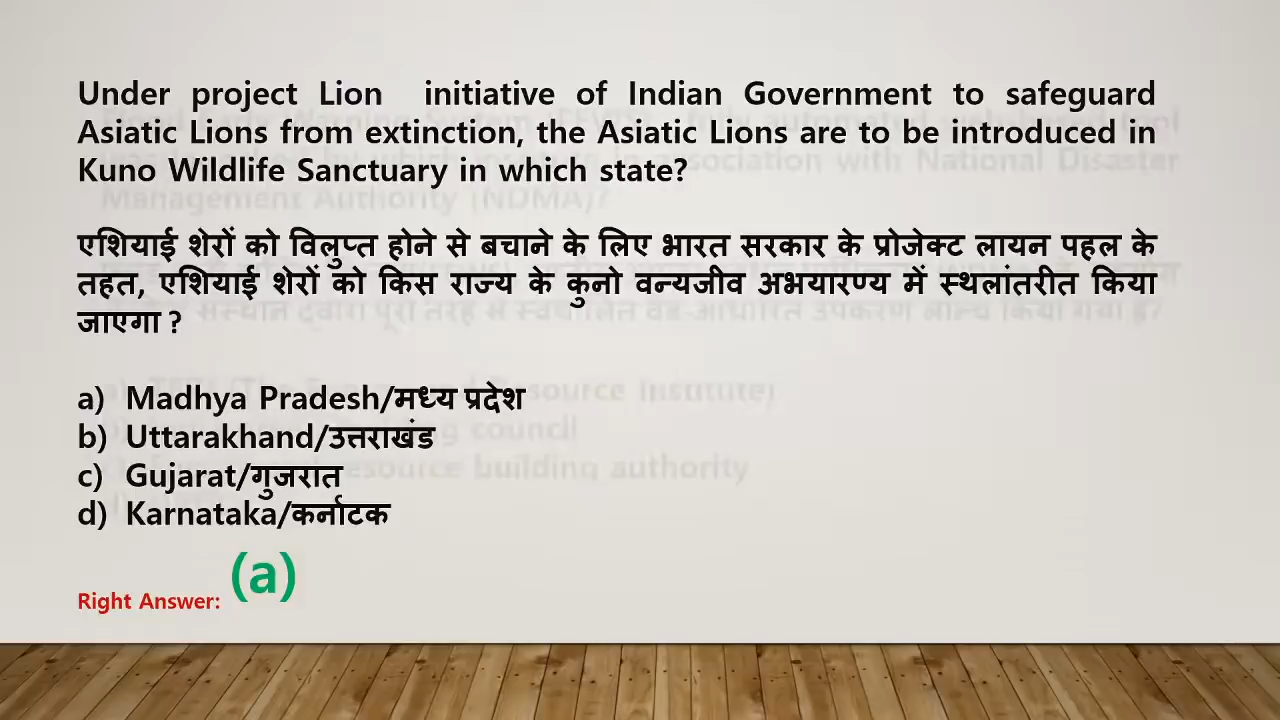 Under project Lion initiative of Indian Government to safeguard
Asiatic Lions from extinction, the Asiatic Lions are to be introduced in
Kuno Wildlife Sanctuary in which state?
एशियाई शेरों को विलुप्त होने से बचाने के लिए भारत सरकार के प्रोजेक्ट लायन पहल के
तहत, एशियाई शेरों को किस राज्य के कुनो वन्यजीव अभयारण्य में स्थलांतरीत किया
जाएगा ?
a) Madhya Pradesh/मध्य प्रदेश
b) Uttarakhand/उत्तराखंड
c) Gujarat/गुजरात
d) Karnataka/कर्नाटक
Right Answer: (a)